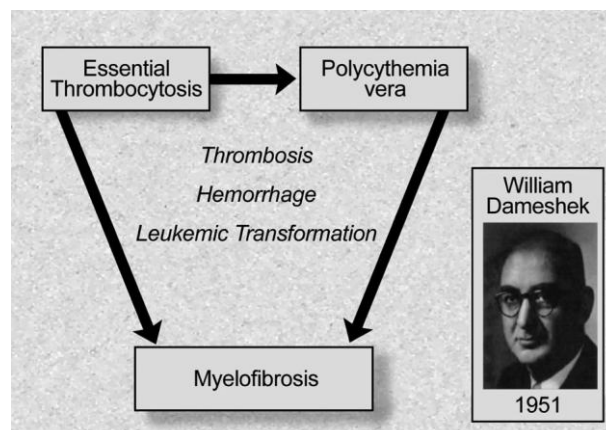 Essential
Thrombocytosis
Polycythemia
vera
Thrombosis
Hemorrhage
Leukemic Transformation
William
Dameshek
1951
Myelofibrosis